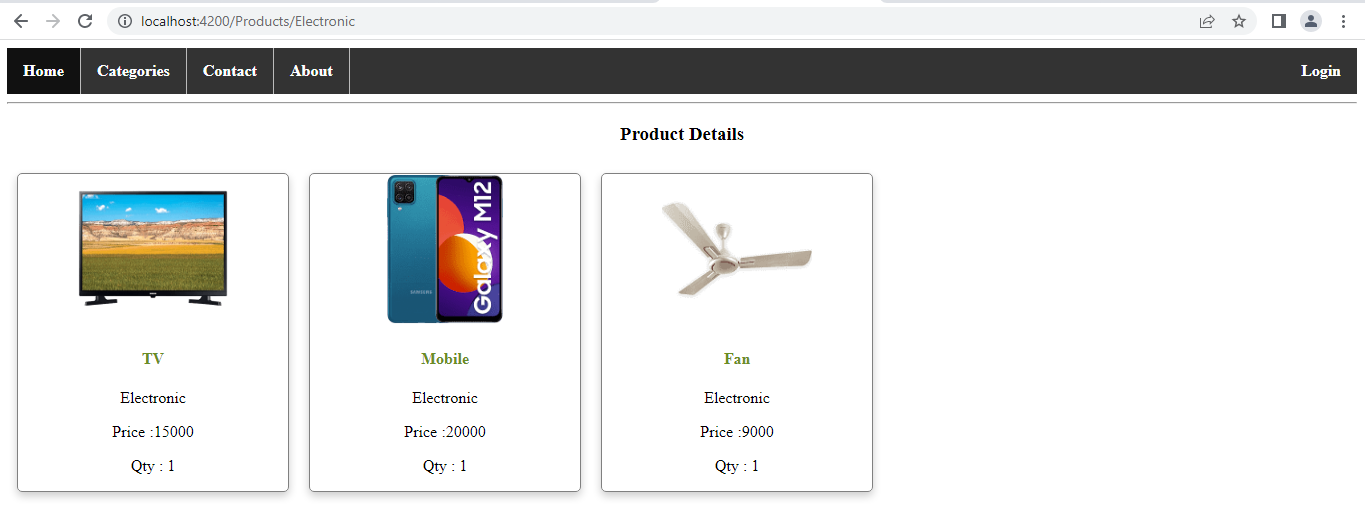 localhost:4200/Products/Electronic
Home Categories Contact About Login
Product Details
SAMSUNG
Galaxy M12
TV Mobile Fan
Electronic Electronic Electronic
Price :15000 Price :20000 Price :9000
Qty : 1 Qty : 1 Qty : 1